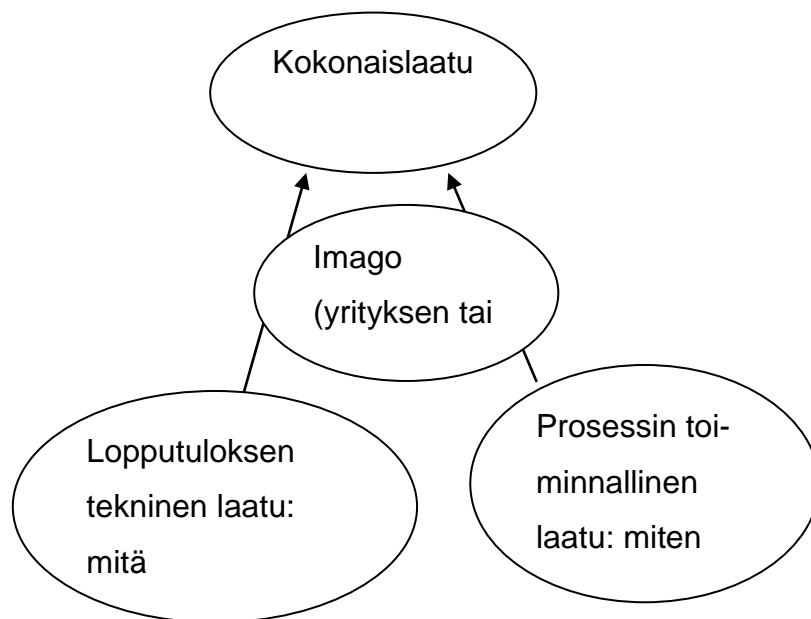 Kokonaislaatu
Imago
(yrityksen tai
Lopputuloksen
tekninen laatu:
mitä
Prosessin toi-
minnallinen
laatu: miten